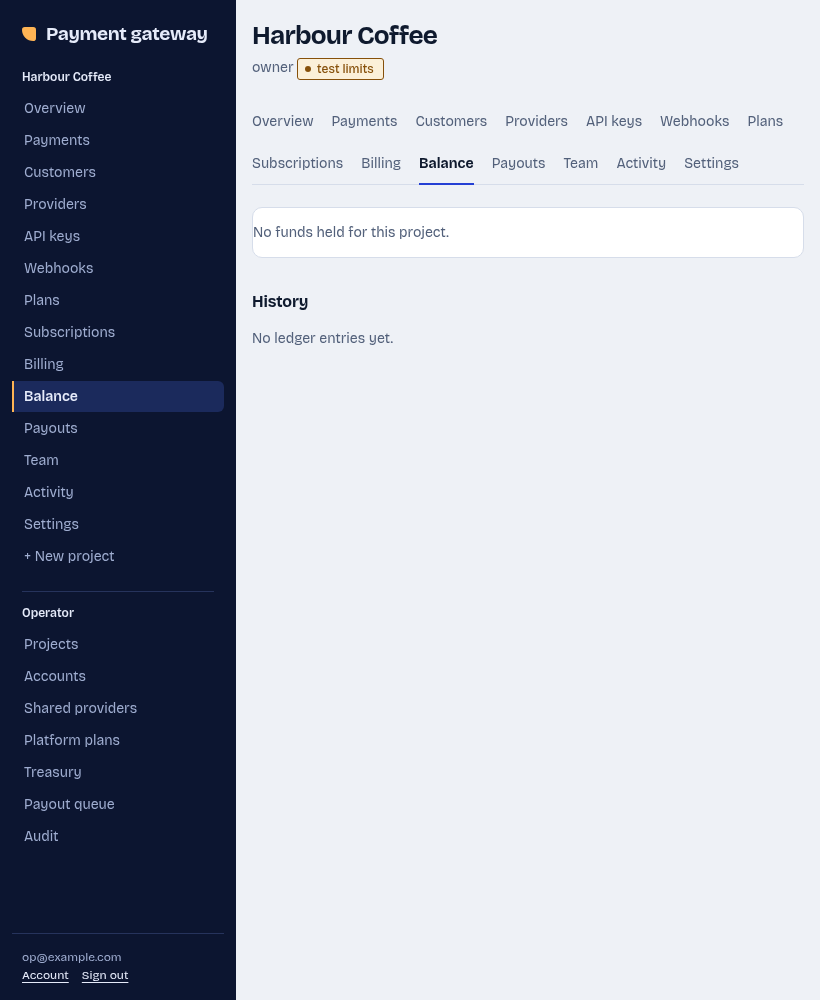 Payment gateway
Harbour Coffee
Overview
Payments
Customers
Providers
API keys
Webhooks
Plans
Subscriptions
Billing
Balance
Payouts
Team
Activity
Settings
+ New project
Operator
Projects
Accounts
Shared providers
Platform plans
Treasury
Payout queue
Audit
op@example.com
Account Sign out
Harbour Coffee
owner test limits
Overview Payments Customers Providers API keys Webhooks Plans
Subscriptions Billing Balance Payouts Team Activity Settings
No funds held for this project.
History
No ledger entries yet.